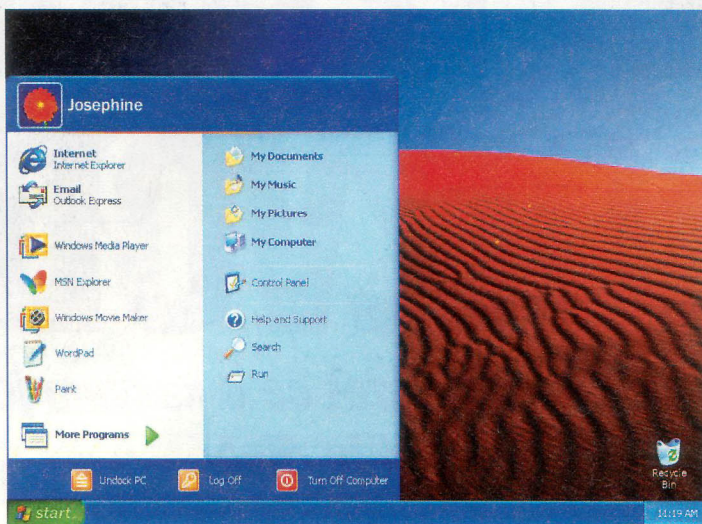 Josephine
Internet
Internet Explorer
Email
Outlook Express
Windows Media Player
MSN Explorer
Windows Movie Maker
WordPad
Paint
More Programs
My Documents
My Music
My Pictures
My Computer
Control Panel
Help and Support
Search
Run
Undock PC
Log Off
Turn Off Computer
Recycle
Bin
start
11:19 AM